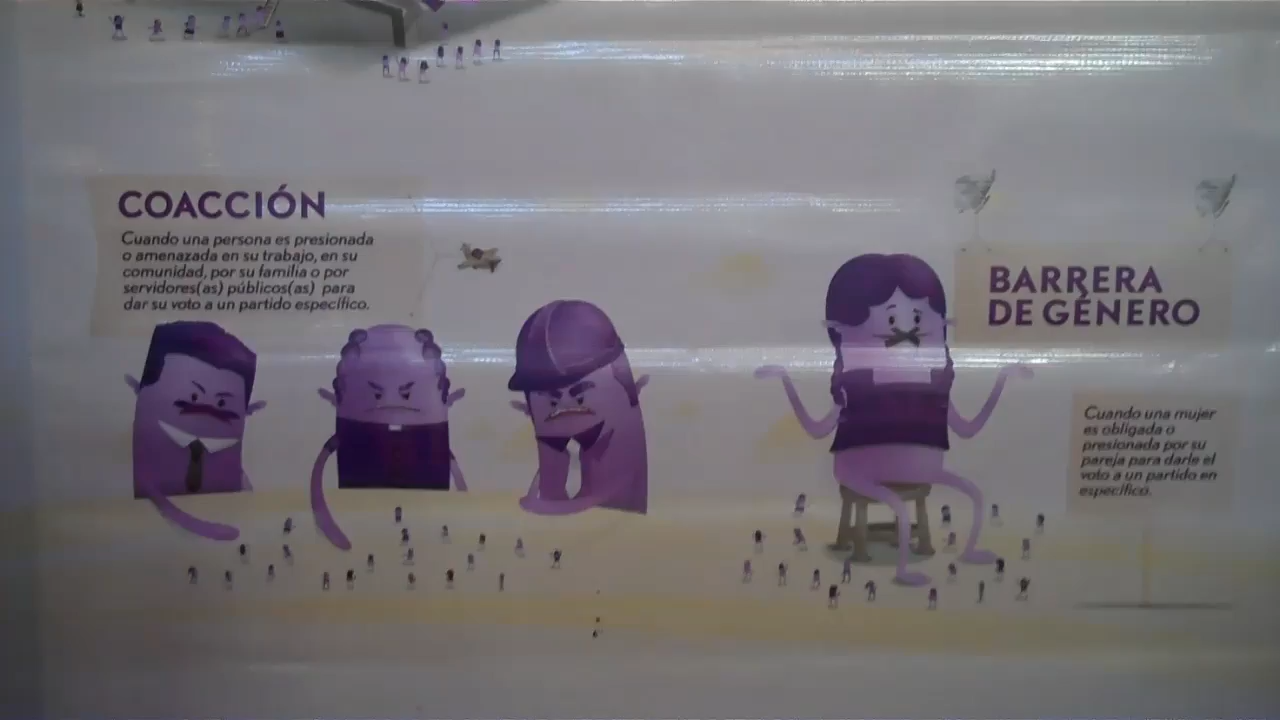 COACCIÓN
Cuando una persona es presionada
o amenazada en su trabajo, en su
comunidad, por su familia o por
servidores(as) públicos(as) para
dar su voto a un partido específico.
BARRERA
DE GÉNERO
Cuando una mujer
es obligada o
presionada por su
pareja para darle el
voto a un partido en
específico.